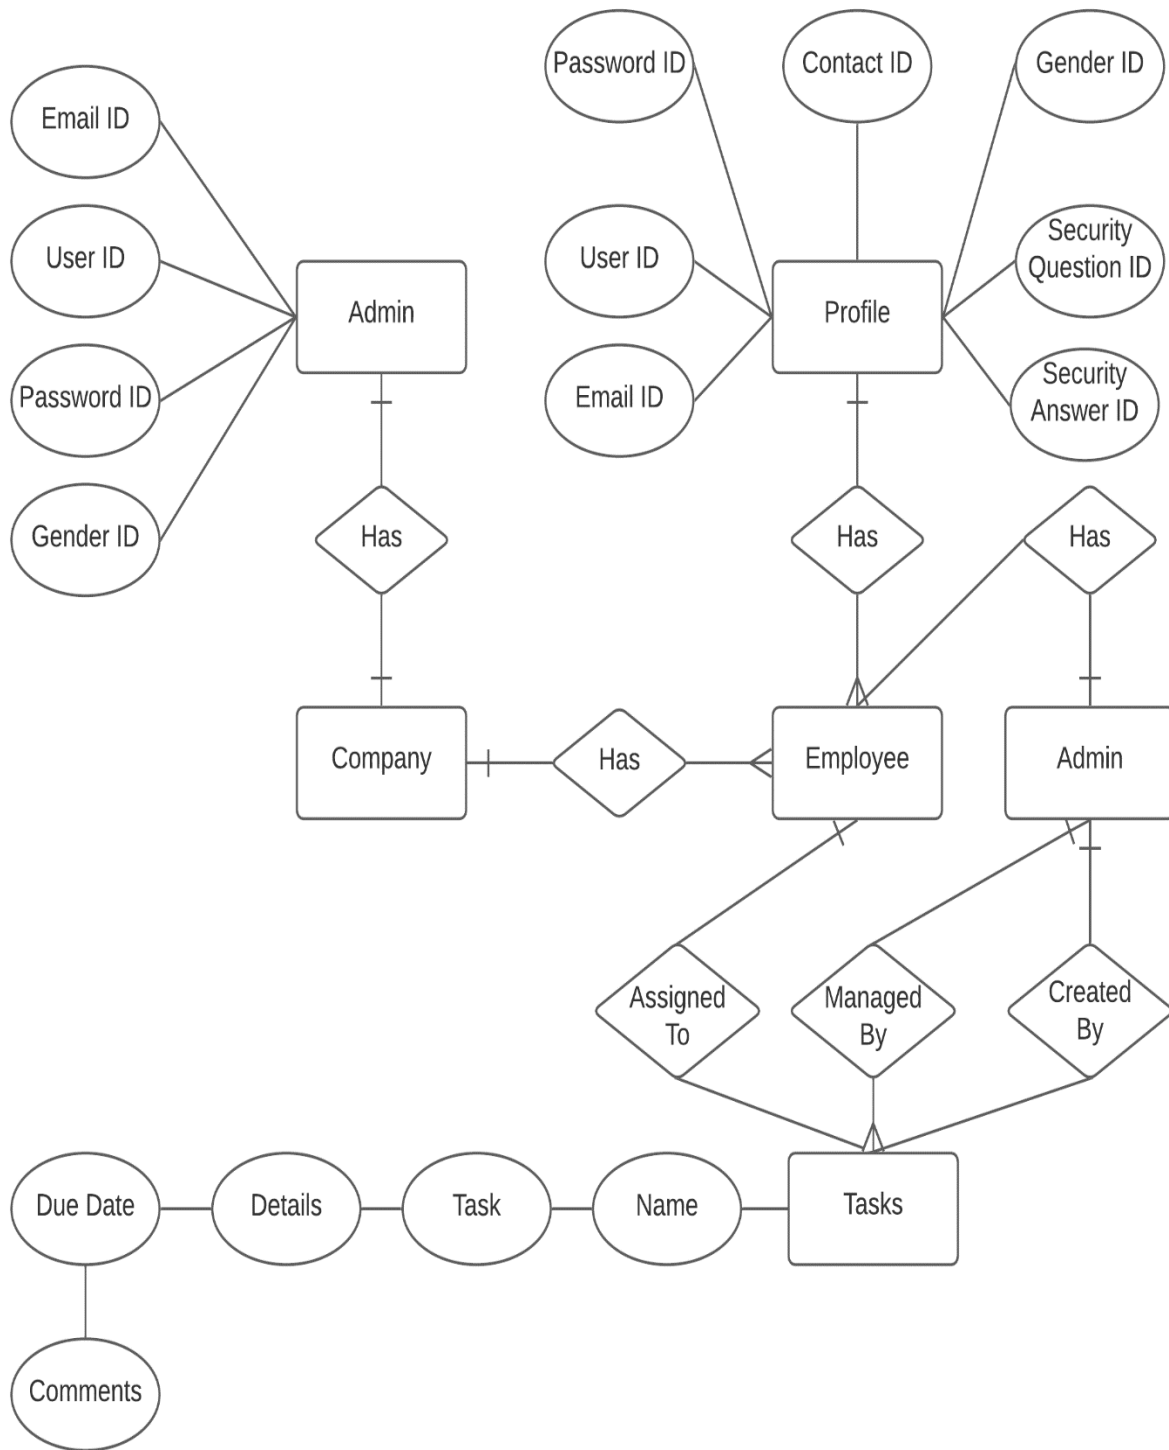 Password ID
Contact ID
Gender ID
Email ID
User ID
User ID
Security
Question ID
Admin
Profile
Password ID
Email ID
Security
Answer ID
Gender ID
Has
Has
Has
Company
Has
Employee
Admin
Assigned
To
Managed
By
Created
By
Due Date
Details
Task
Name
Tasks
Comments